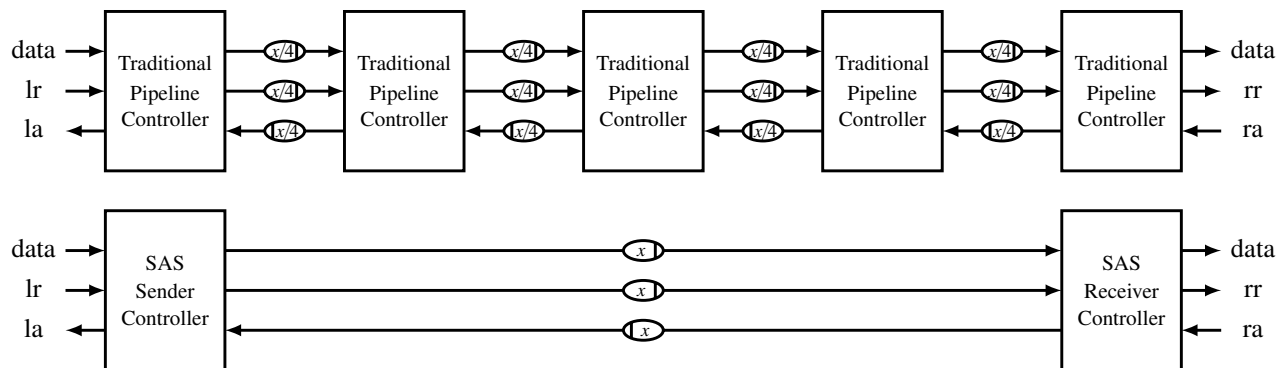 data Traditional x/4 Traditional x/4 Traditional x/4 Traditional x/4 Traditional data
lr Pipeline x/4 Pipeline x/4 Pipeline x/4 Pipeline x/4 Pipeline rr
la Controller x/4 Controller x/4 Controller x/4 Controller x/4 Controller ra
data SAS x SAS data
lr Sender x Receiver rr
la Controller x Controller ra